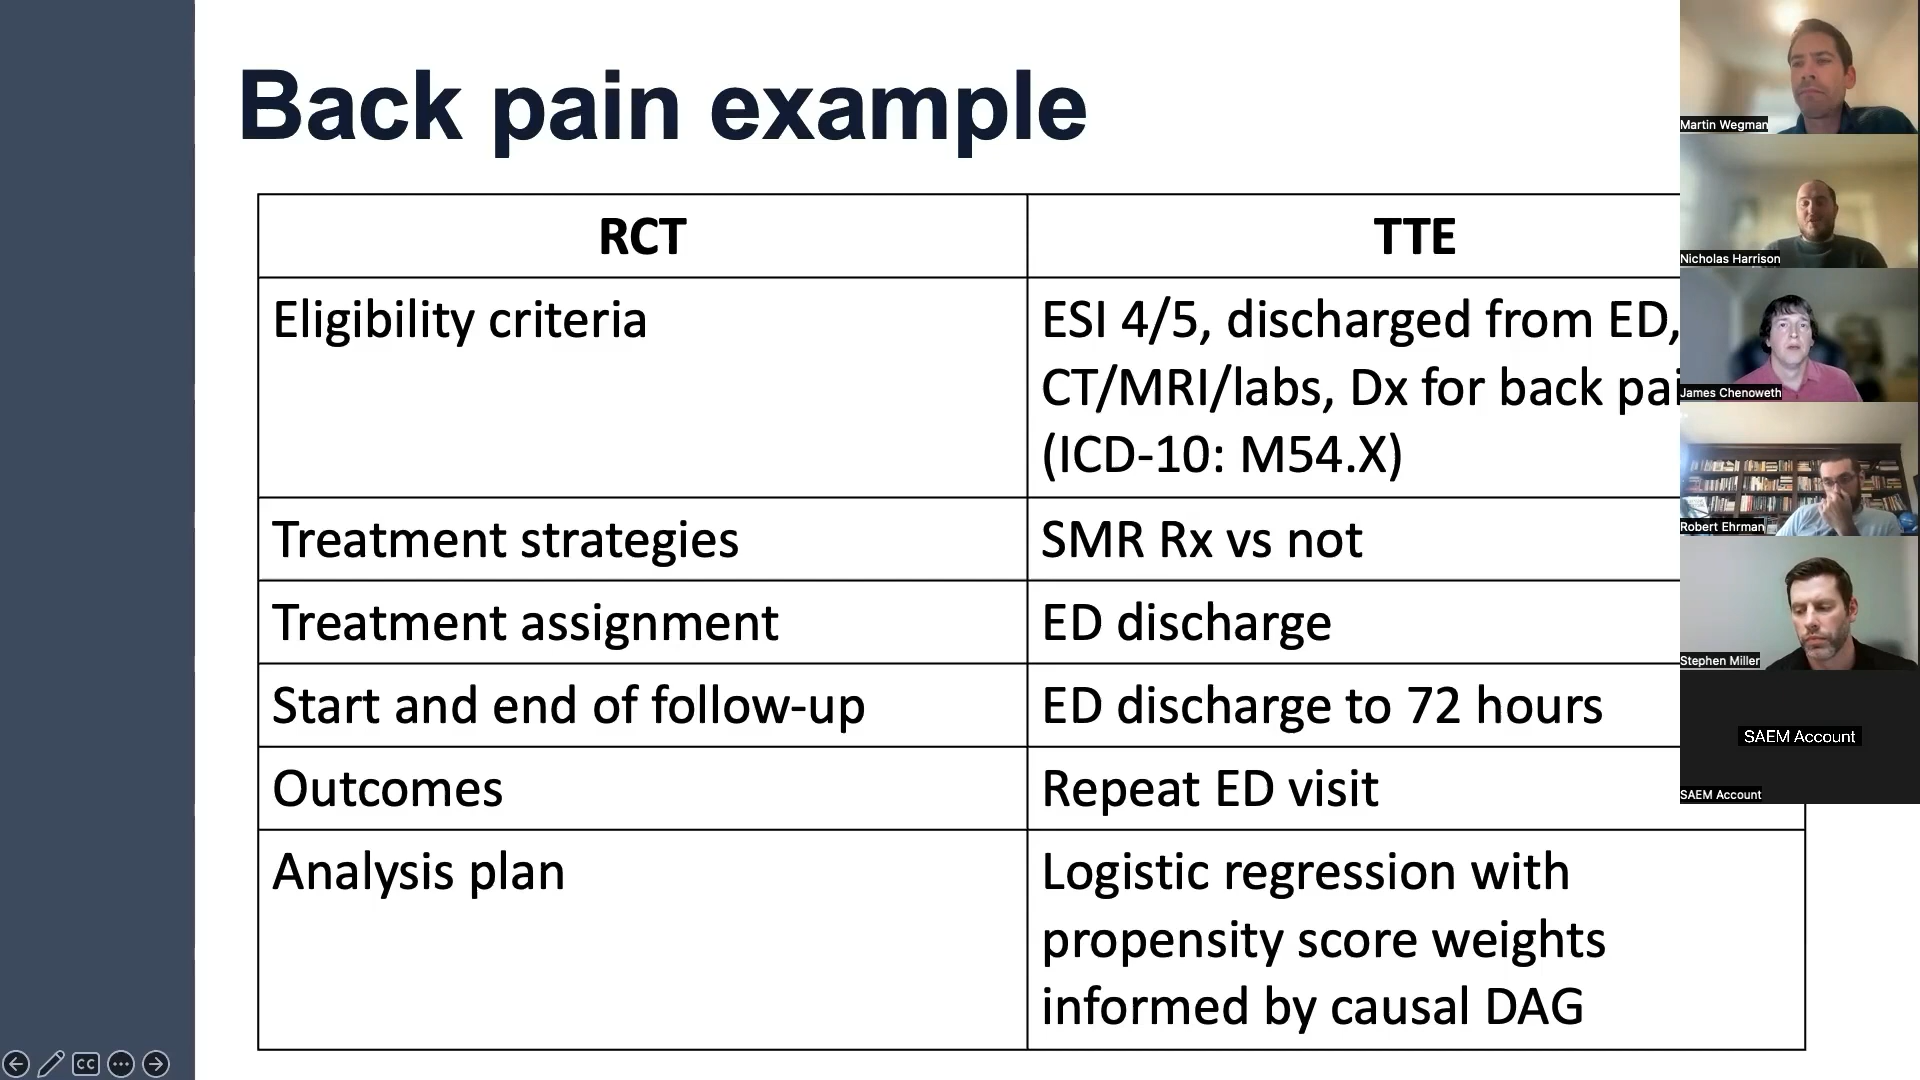 Back pain example
RCT
TTE
Eligibility criteria
ESI 4/5, discharged from ED,
CT/MRI/labs, Dx for back
(ICD-10: M54.X)
Treatment strategies
SMR Rx vs not
Treatment assignment
ED discharge
Start and end of follow-up
ED discharge to 72 hours
Outcomes
Repeat ED visit
Analysis plan
Logistic regression with
propensity score weights
informed by causal DAG
Martin Wegman
Nicholas Harrison
James Chenoweth
Robert Ehrman
Stephen Miller
SAEM Account
SAEM Account
CC